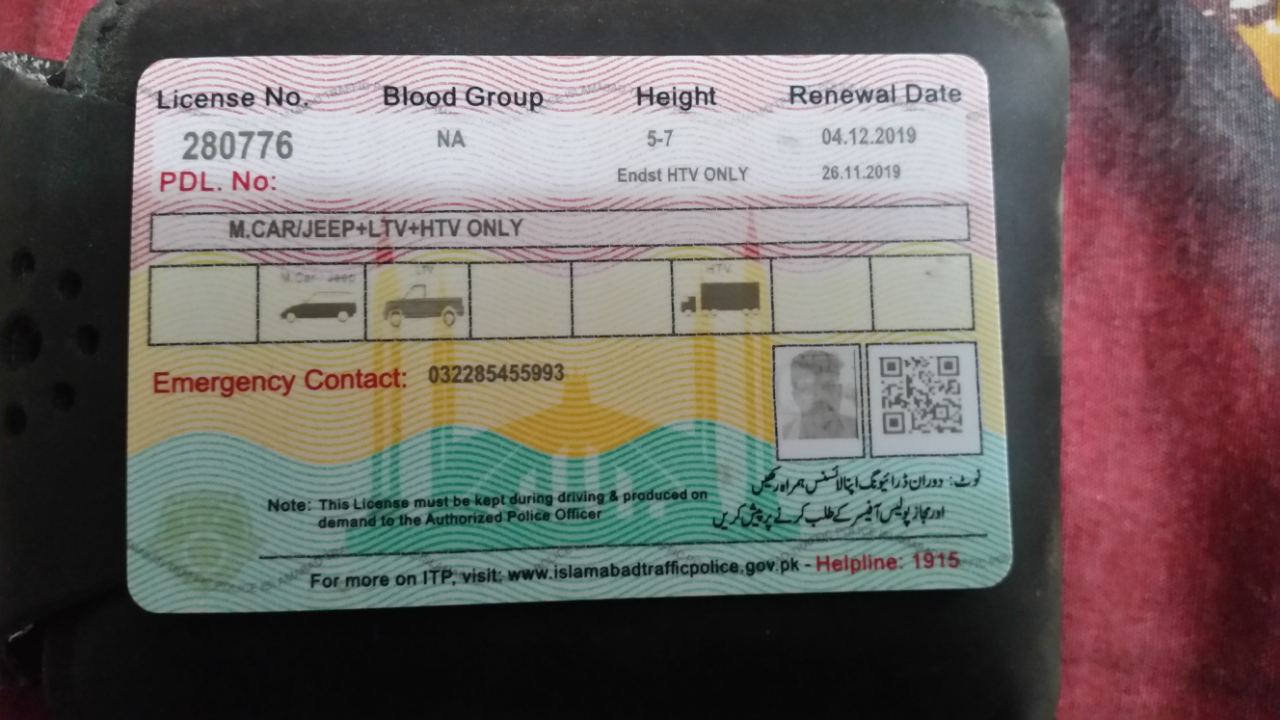 License No. Blood Group Height Renewal Date
280776 NA 5-7 04.12.2019
PDL. No: Endst HTV ONLY 26.11.2019
M.CAR/JEEP+LTV+HTV ONLY
M.Car Jeep LTV HTV
Emergency Contact: 032285455993
نوٹ: دوران ڈرائیونگ اپنا لائسنس ہمراہ رکھیں
اور مجاز پولیس آفیسر کے طلب کرنے پر پیش کریں
Note: This License must be kept during driving & produced on
demand to the Authorized Police Officer
For more on ITP, visit: www.islamabadtrafficpolice.gov.pk - Helpline: 1915